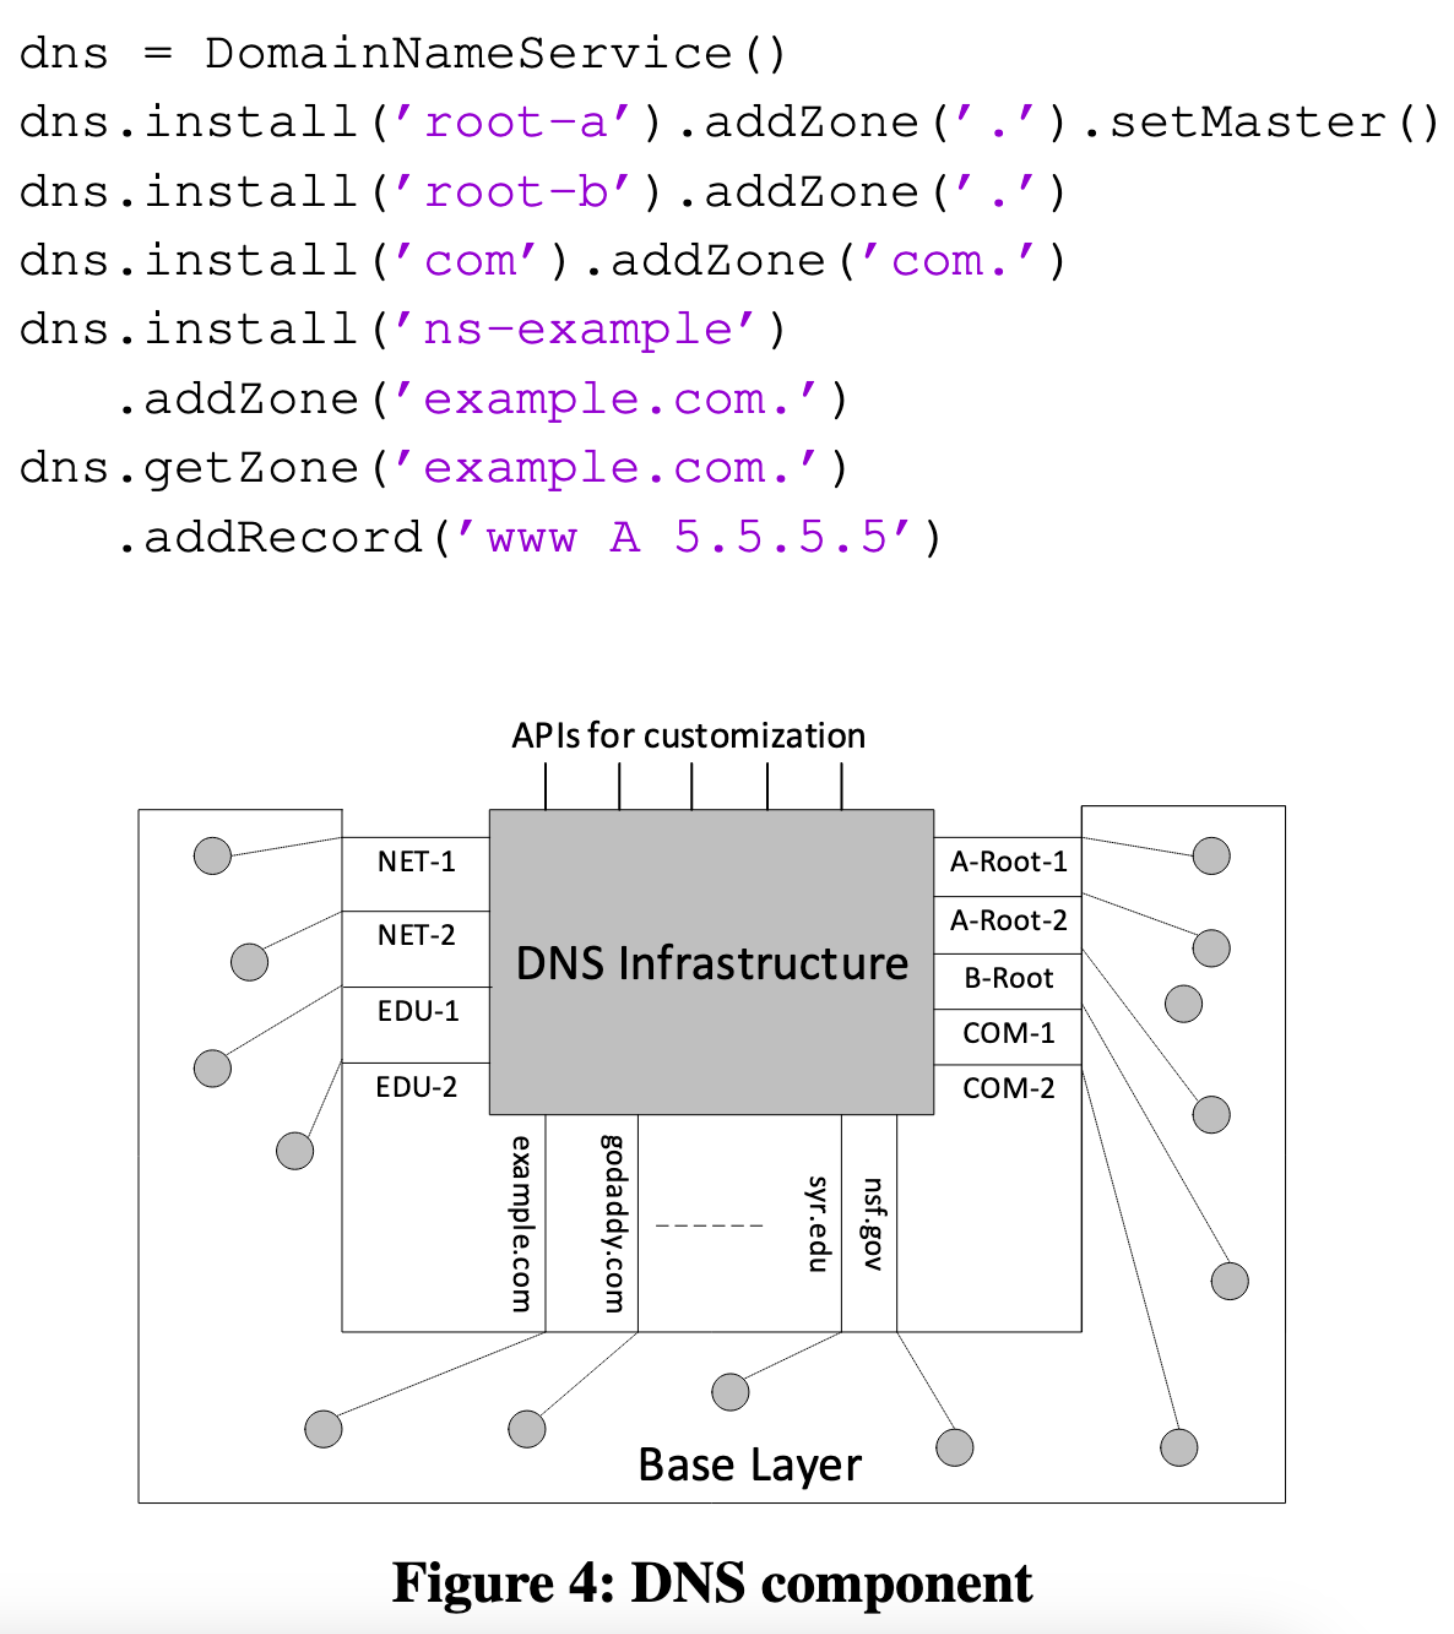 dns = DomainNameService()
dns.install('root-a').addZone('.').setMaster()
dns.install('root-b').addZone('.')
dns.install('com').addZone('com.')
dns.install('ns-example')
   .addZone('example.com.')
dns.getZone('example.com.')
   .addRecord('www A 5.5.5.5')
APIs for customization
NET-1
NET-2
EDU-1
EDU-2
DNS Infrastructure
A-Root-1
A-Root-2
B-Root
COM-1
COM-2
example.com
godaddy.com
syr.edu
nsf.gov
Base Layer
Figure 4: DNS component